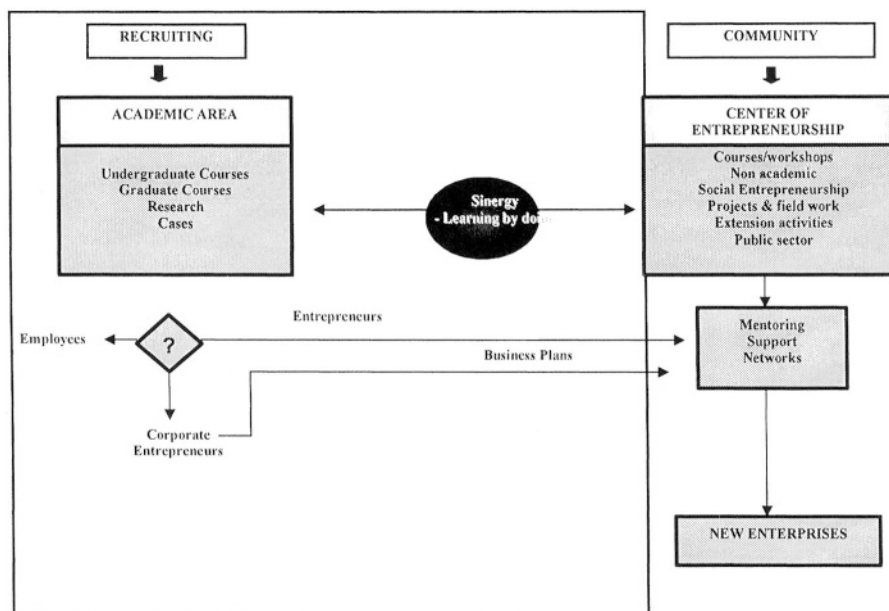 RECRUITING
COMMUNITY
ACADEMIC AREA
Undergraduate Courses
Graduate Courses
Research
Cases
CENTER OF
ENTREPRENEURSHIP
Courses/workshops
Non academic
Social Entrepreneurship
Projects & field work
Extension activities
Public sector
Sinergy
- Learning by
Employees
?
Entrepreneurs
Business Plans
Corporate
Entrepreneurs
Mentoring
Support
Networks
NEW ENTERPRISES